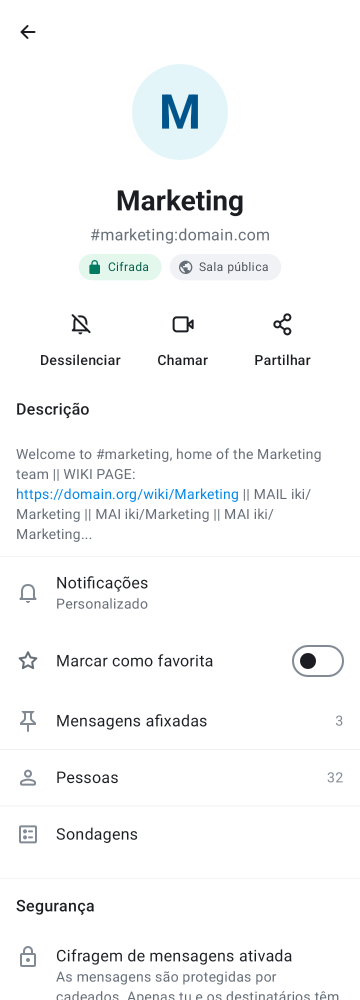 M
Marketing
#marketing:domain.com
Cifrada
Sala pública
Dessilenciar
Chamar
Partilhar
Descrição
Welcome to #marketing, home of the Marketing
team || WIKI PAGE:
https://domain.org/wiki/Marketing || MAIL iki/
Marketing || MAI iki/Marketing || MAI iki/
Marketing...
Notificações
Personalizado
Marcar como favorita
Mensagens afixadas 3
Pessoas 32
Sondagens
Segurança
Cifragem de mensagens ativada
As mensagens são protegidas por
cadeados. Apenas tu e os destinatários têm